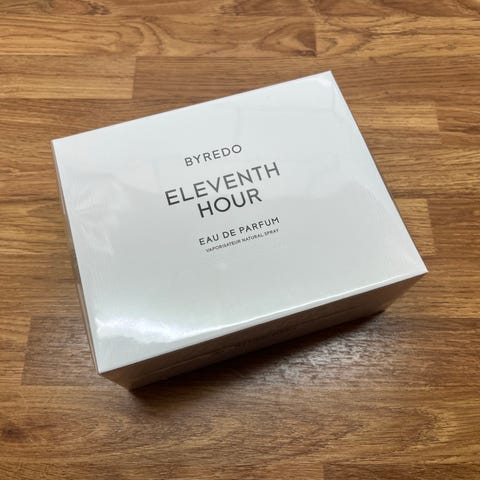 BYREDO
ELEVENTH
HOUR
EAU DE PARFUM
VAPORISATEUR NATURAL SPRAY